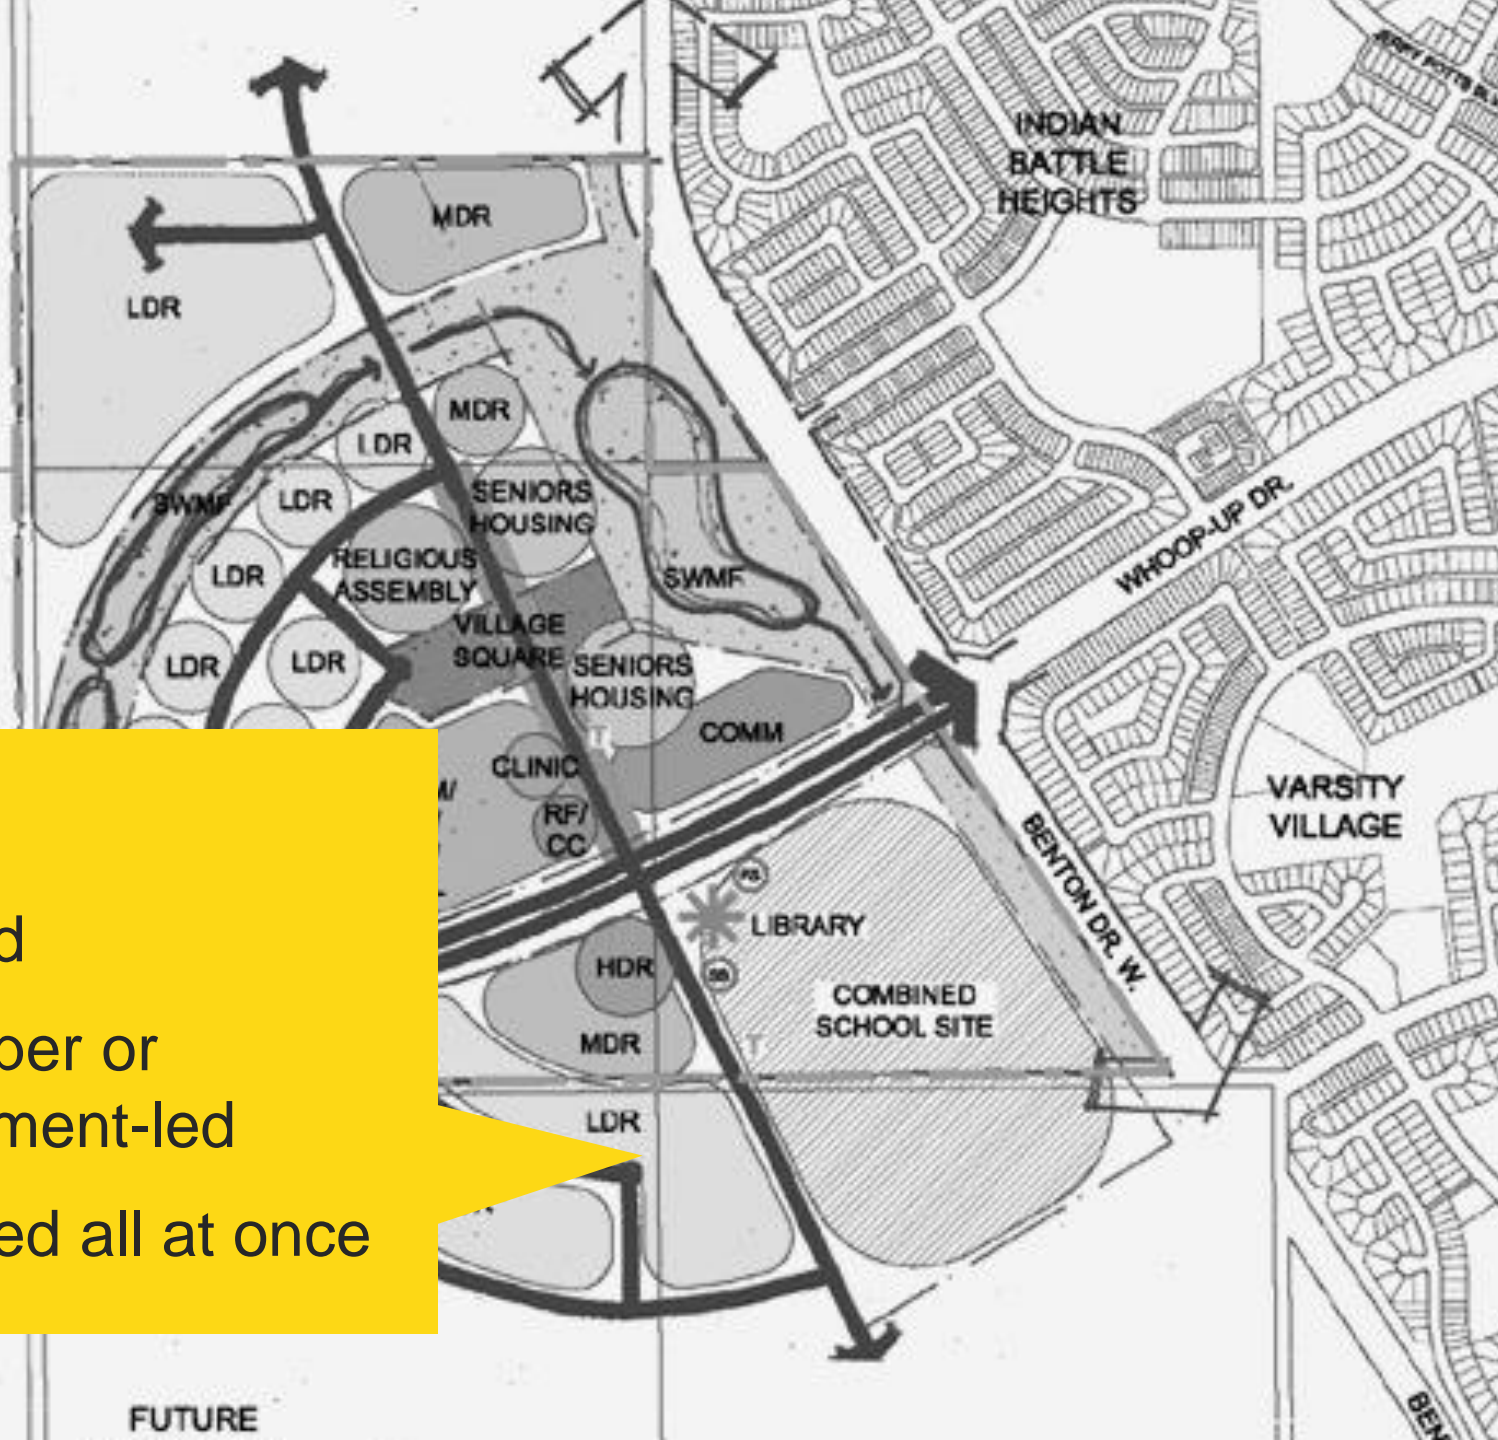 INDIAN
BATTLE
HEIGHTS
MDR
LDR
MDR
LDR
LDR
SWMF
SENIORS
HOUSING
RELIGIOUS
ASSEMBLY
LDR
SWMF
WHOOP-UP DR.
VILLAGE
SQUARE
LDR
LDR
SENIORS
HOUSING
COMM
CLINIC
RF/
CC
VARSITY
VILLAGE
BENTON DR. W.
LIBRARY
HDR
COMBINED
SCHOOL SITE
MDR
LDR
ment-led
ed all at once
FUTURE